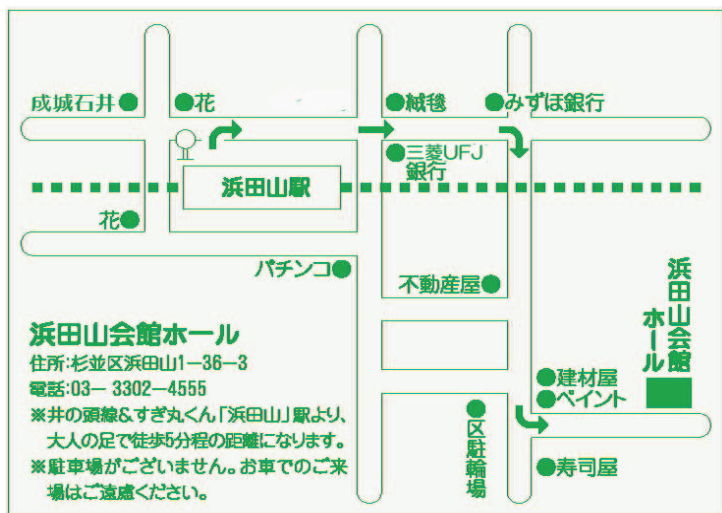 成城石井
花
絨毯
みずほ銀行
三菱UFJ
銀行
浜田山駅
花
パチンコ
不動産屋
浜田山会館
ホール
浜田山会館ホール
住所:杉並区浜田山1−36−3
電話:03− 3302−4555
※井の頭線&すぎ丸くん「浜田山」駅より、
大人の足で徒歩5分程の距離になります。
※駐車場がございません。お車でのご来
場はご遠慮ください。
建材屋
ペイント
区駐輪場
寿司屋